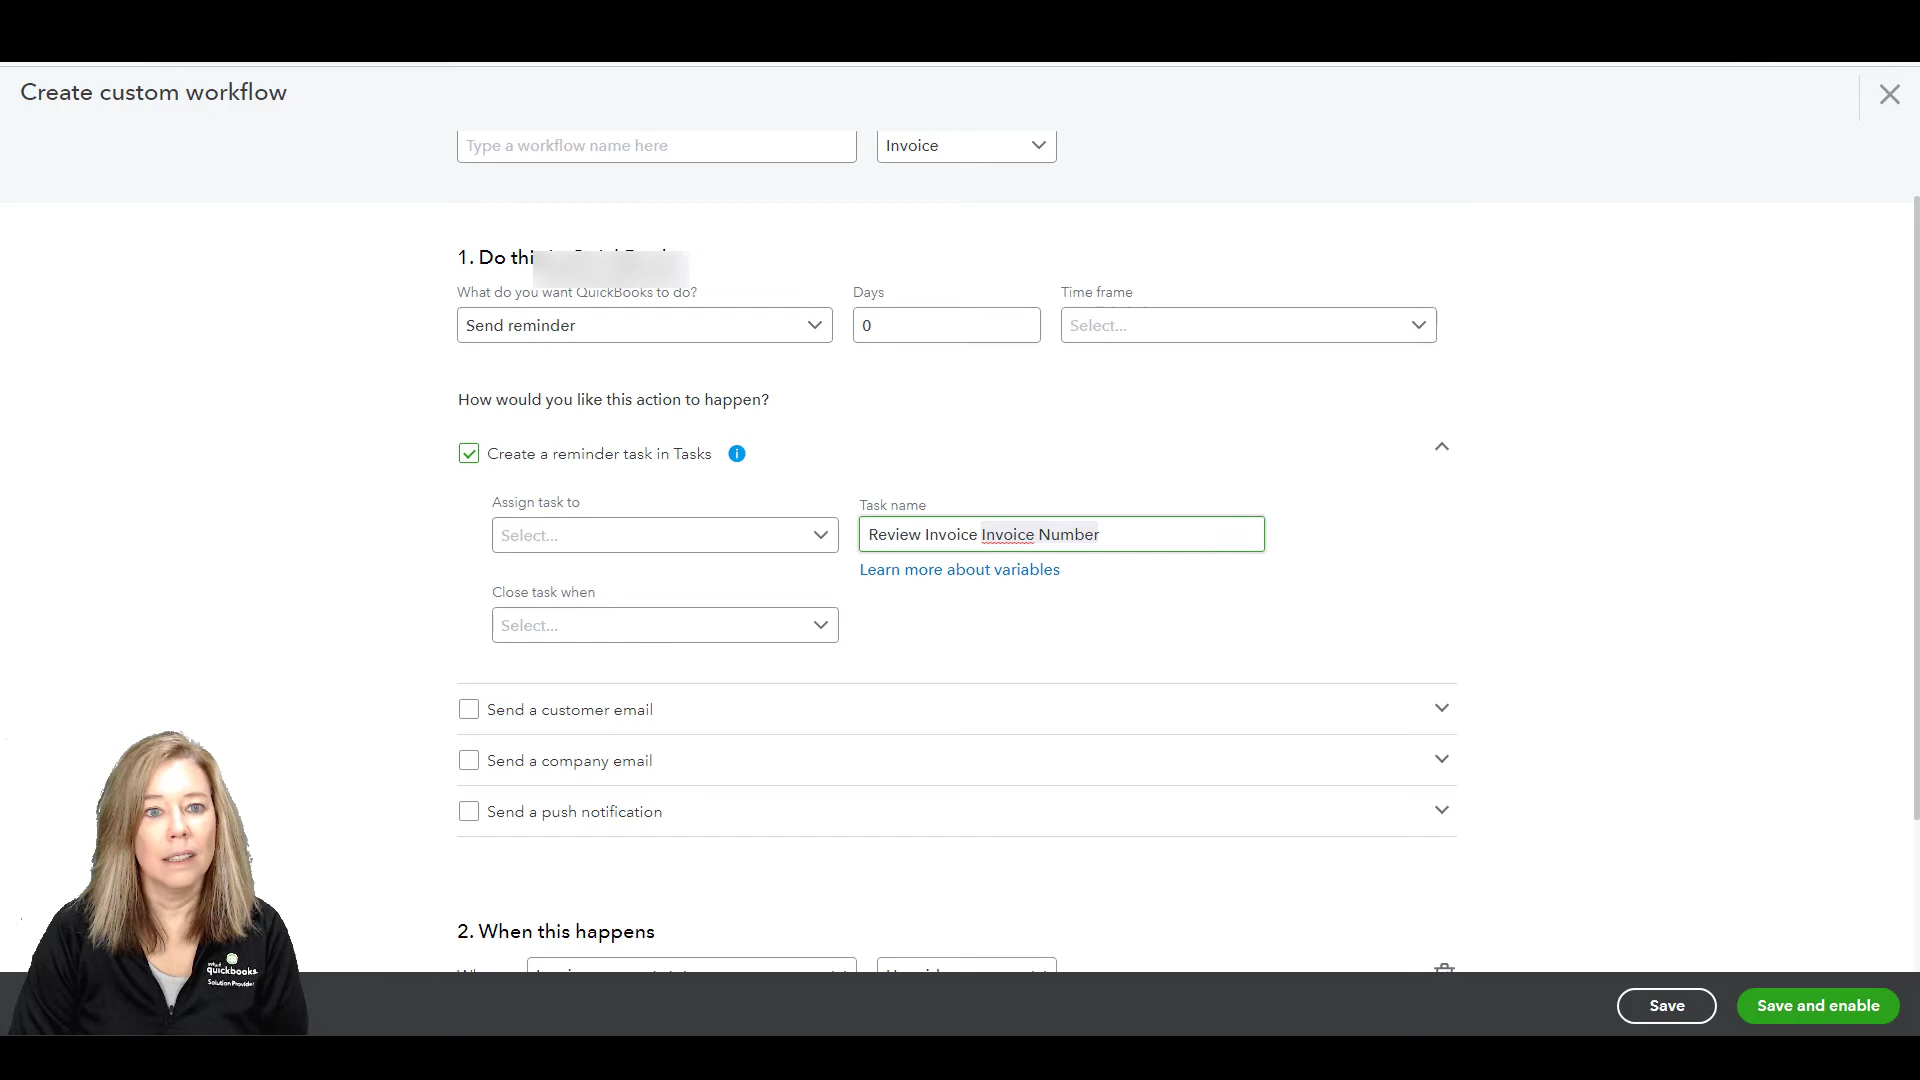 Create custom workflow
Type a workflow name here
Invoice
1. Do thi
What do you want QuickBooks to do?
Days
Time frame
Send reminder
0
Select...
How would you like this action to happen?
Create a reminder task in Tasks
i
Assign task to
Task name
Select...
Review Invoice Invoice Number
Learn more about variables
Close task when
Select...
Send a customer email
Send a company email
Send a push notification
2. When this happens
quickbooks.
Solution Provider
Save
Save and enable